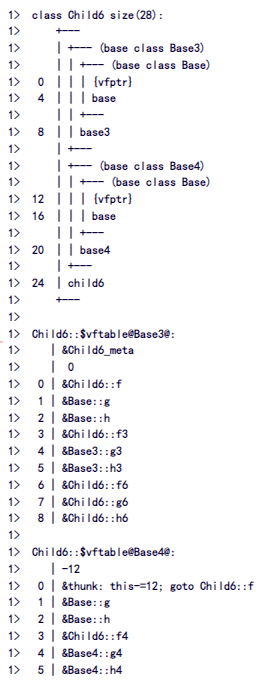 1> class Child6 size(28):
1>      +---
1>      | +--- (base class Base3)
1>      | | +--- (base class Base)
1>  0   | | | {vfptr}
1>  4   | | | base
1>      | | +---
1>  8   | | base3
1>      | +---
1>      | +--- (base class Base4)
1>      | | +--- (base class Base)
1> 12   | | | {vfptr}
1> 16   | | | base
1>      | | +---
1> 20   | | base4
1>      | +---
1> 24   | child6
1>      +---
1>
1> Child6::$vftable@Base3@:
1>      | &Child6_meta
1>      |  0
1>  0   | &Child6::f
1>  1   | &Base::g
1>  2   | &Base::h
1>  3   | &Child6::f3
1>  4   | &Base3::g3
1>  5   | &Base3::h3
1>  6   | &Child6::f6
1>  7   | &Child6::g6
1>  8   | &Child6::h6
1>
1> Child6::$vftable@Base4@:
1>      | -12
1>  0   | &thunk: this-=12; goto Child6::f
1>  1   | &Base::g
1>  2   | &Base::h
1>  3   | &Child6::f4
1>  4   | &Base4::g4
1>  5   | &Base4::h4